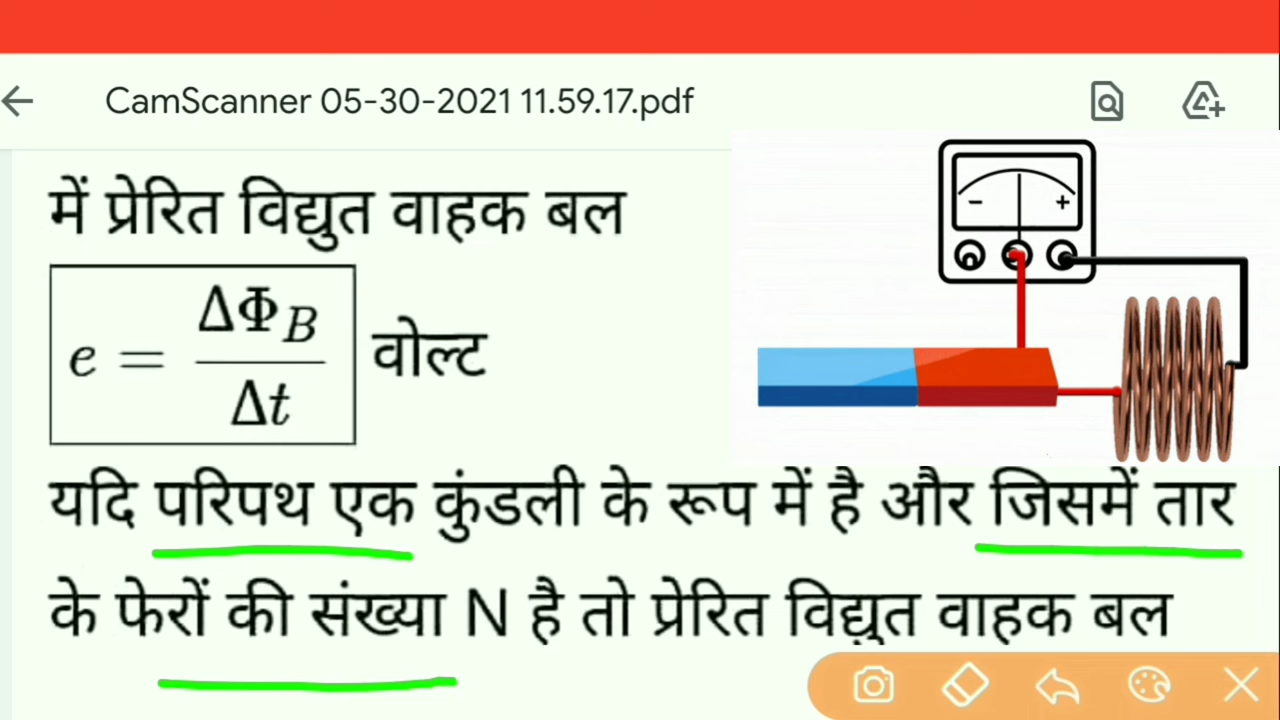 CamScanner 05-30-2021 11.59.17.pdf
में प्रेरित विद्युत वाहक बल
e = ΔΦ_B / Δt वोल्ट
- +
यदि परिपथ एक कुंडली के रूप में है और जिसमें तार
के फेरों की संख्या N है तो प्रेरित विद्युत वाहक बल